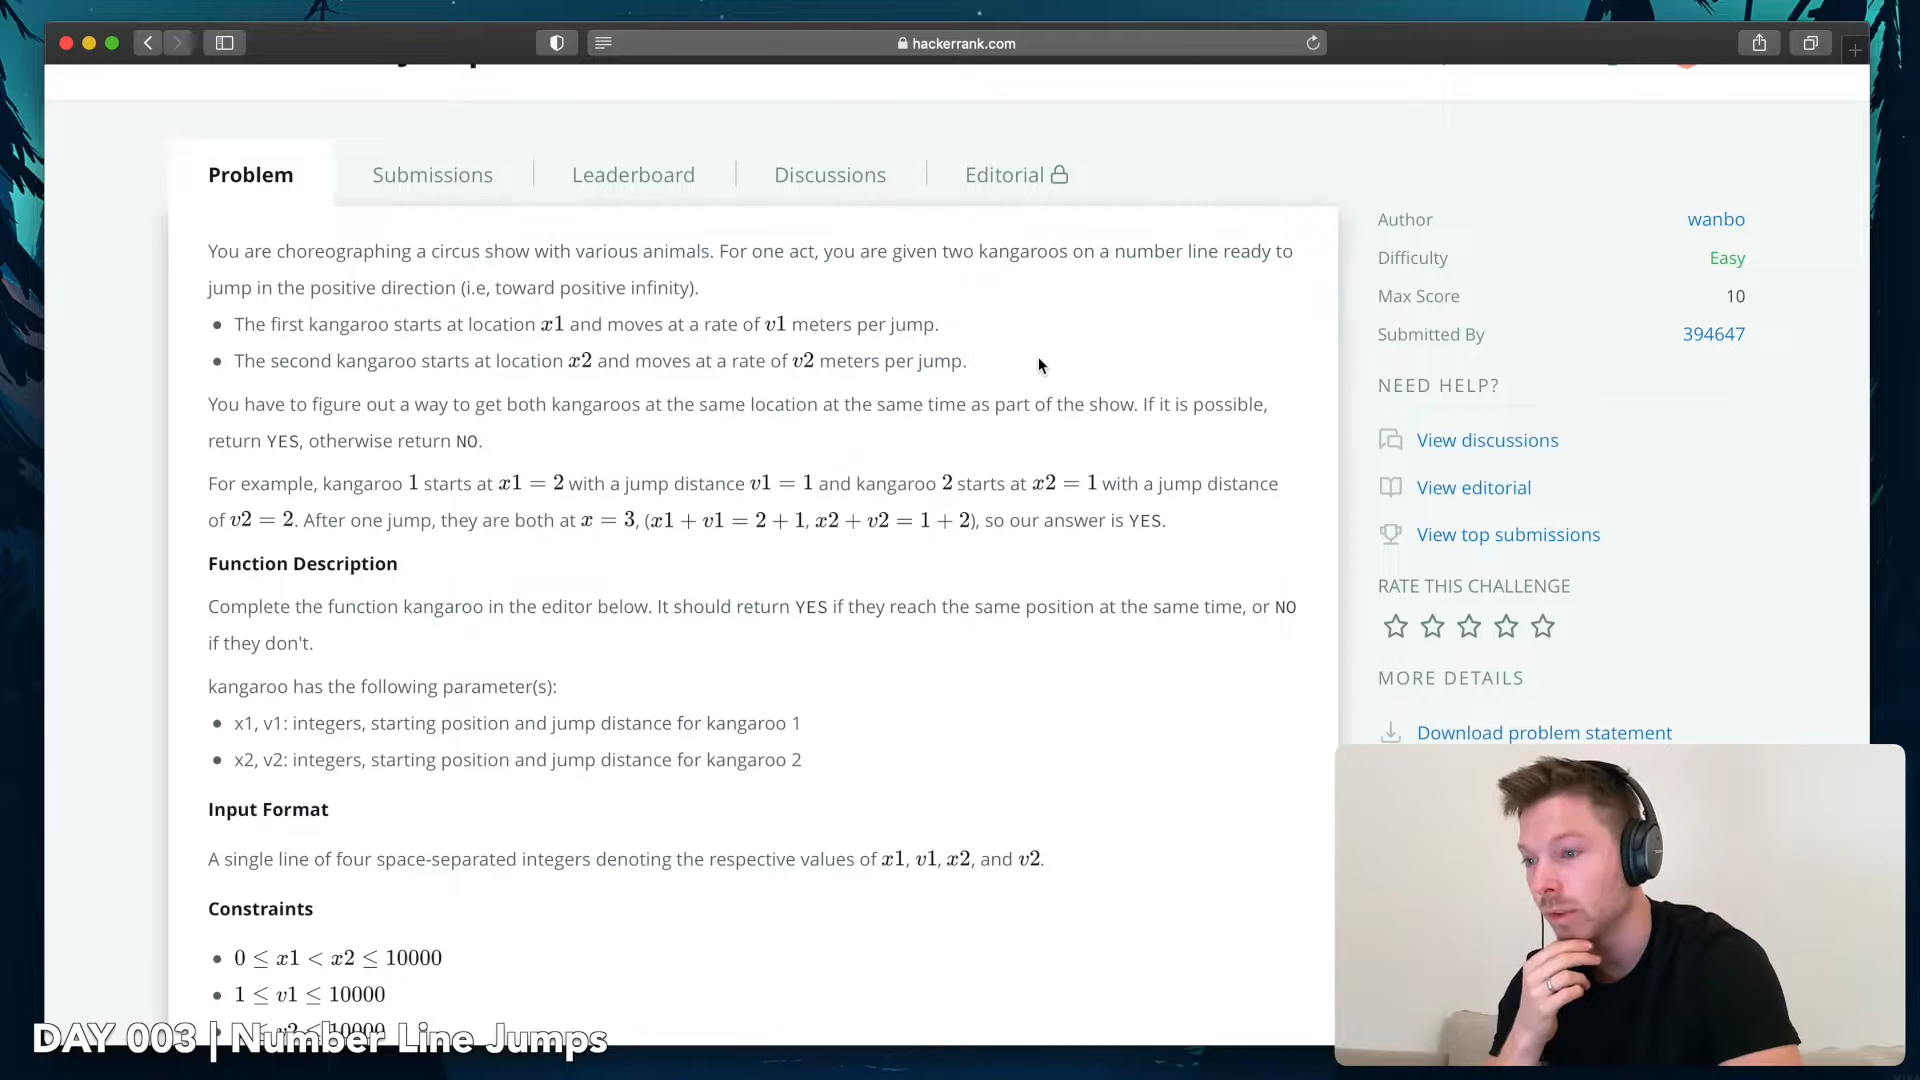 hackerrank.com
Problem
Submissions
Leaderboard
Discussions
Editorial
You are choreographing a circus show with various animals. For one act, you are given two kangaroos on a number line ready to
jump in the positive direction (i.e, toward positive infinity).
• The first kangaroo starts at location x1 and moves at a rate of v1 meters per jump.
• The second kangaroo starts at location x2 and moves at a rate of v2 meters per jump.
You have to figure out a way to get both kangaroos at the same location at the same time as part of the show. If it is possible,
return YES, otherwise return NO.
For example, kangaroo 1 starts at x1 = 2 with a jump distance v1 = 1 and kangaroo 2 starts at x2 = 1 with a jump distance
of v2 = 2. After one jump, they are both at x = 3, (x1 + v1 = 2 + 1, x2 + v2 = 1 + 2), so our answer is YES.
Function Description
Complete the function kangaroo in the editor below. It should return YES if they reach the same position at the same time, or NO
if they don't.
kangaroo has the following parameter(s):
• x1, v1: integers, starting position and jump distance for kangaroo 1
• x2, v2: integers, starting position and jump distance for kangaroo 2
Input Format
A single line of four space-separated integers denoting the respective values of x1, v1, x2, and v2.
Constraints
• 0 ≤ x1 < x2 ≤ 10000
• 1 ≤ v1 ≤ 10000
v2 ≤ 10000
Author wanbo
Difficulty Easy
Max Score 10
Submitted By 394647
NEED HELP?
View discussions
View editorial
View top submissions
RATE THIS CHALLENGE
MORE DETAILS
Download problem statement
DAY 003 | Number Line Jumps